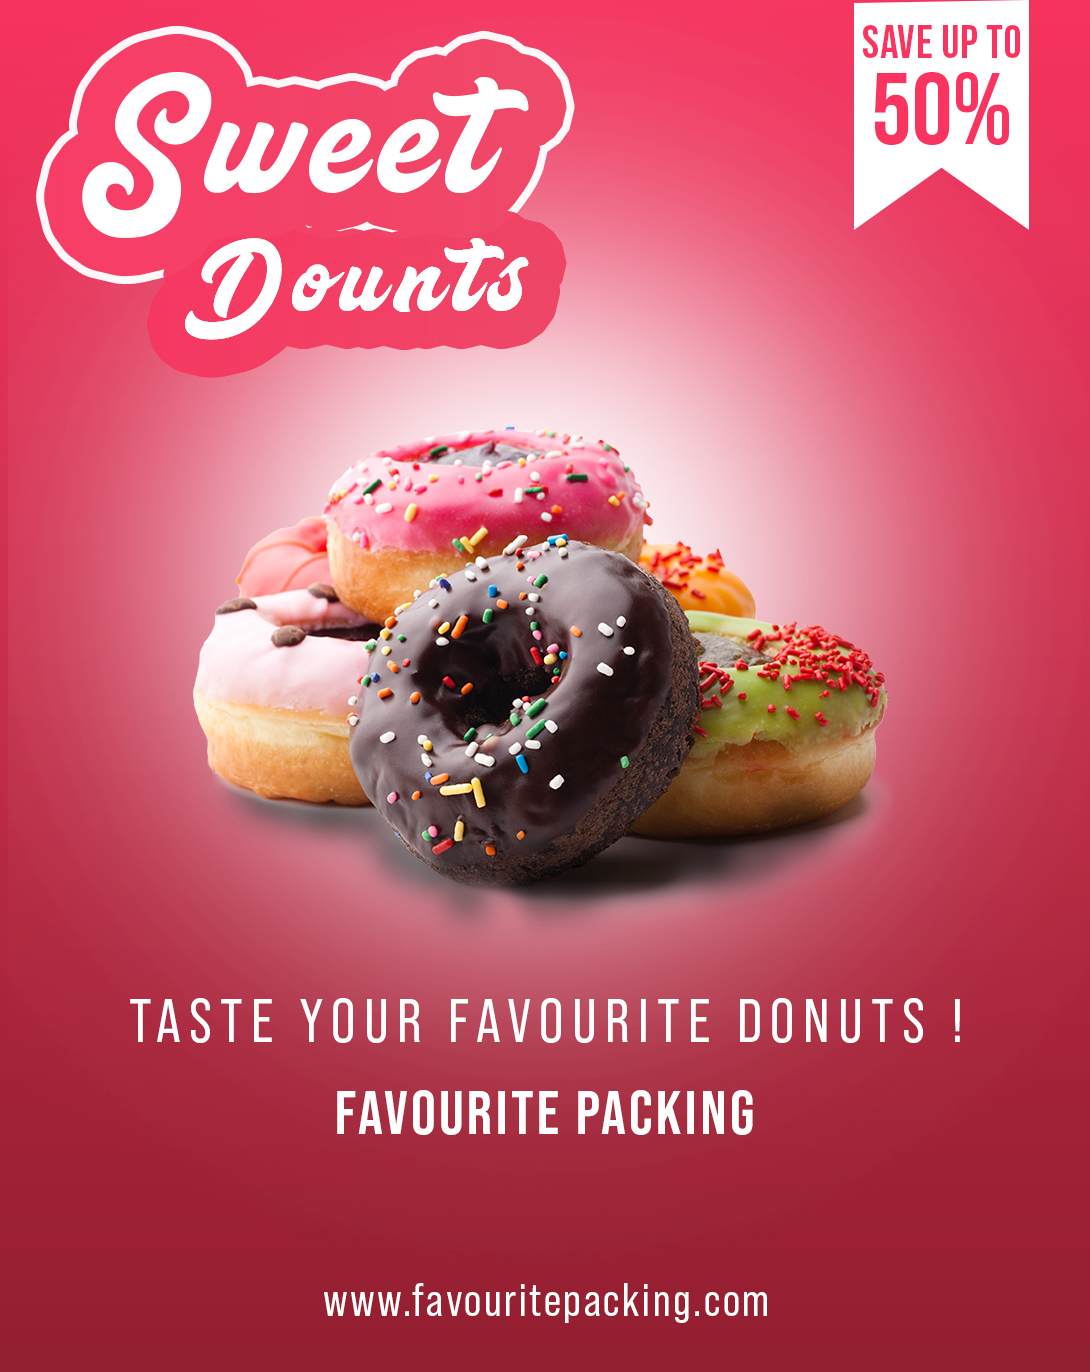 Sweet
Dounts
SAVE UP TO
50%
TASTE YOUR FAVOURITE DONUTS !
FAVOURITE PACKING
www.favouritepacking.com